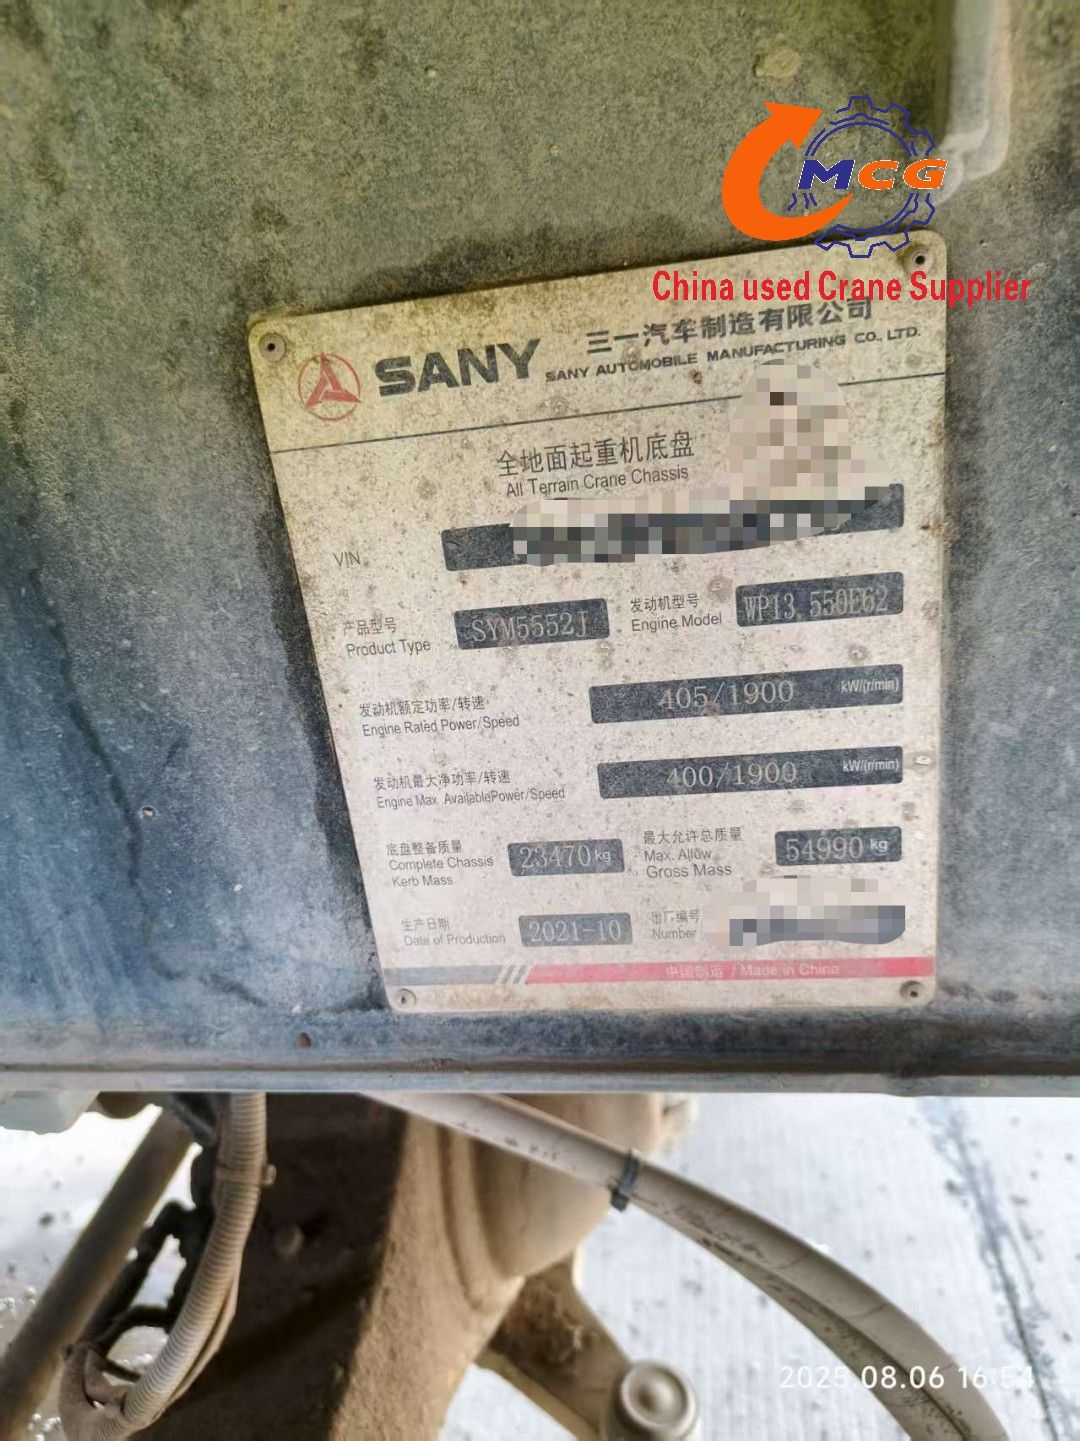 MCG
China used Crane Supplier
SANY 三一汽车制造有限公司
SANY AUTOMOBILE MANUFACTURING CO., LTD.
全地面起重机底盘
All Terrain Crane Chassis
VIN
产品型号 SYM5552J 发动机型号 WP13.550E62
Product Type Engine Model
发动机额定功率/转速 405/1900 kW/(r/min)
Engine Rated Power/Speed
发动机最大净功率/转速 400/1900 kW/(r/min)
Engine Max AvailablePower/Speed
底盘整备质量 23470 kg 最大允许总质量 54990 kg
Complete Chassis Max. Allow
Kerb Mass Gross Mass
生产日期 2021-10 出厂编号
Date of Production Number
中国制造 / Made in China
2025.08.06 16:54